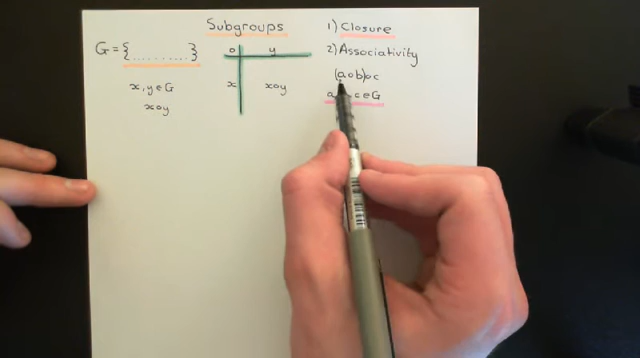 Subgroups
G = {.........}
x, y ∈ G
x∘y
∘ y
x x∘y
1) Closure
2) Associativity
(a∘b)∘c
a c ∈ G